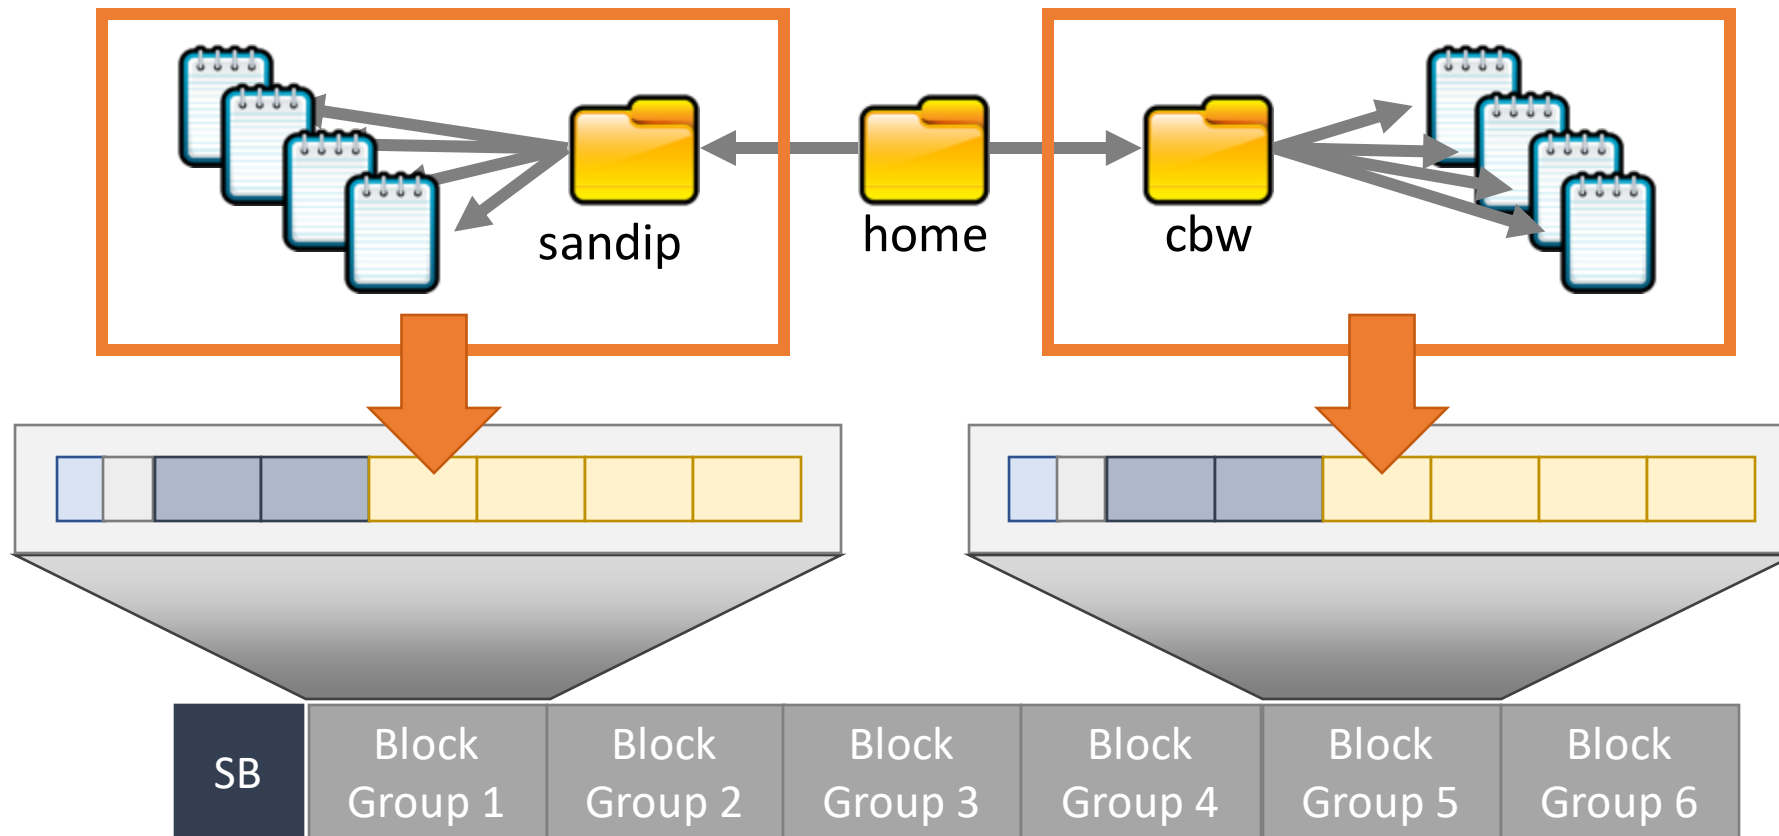 sandip
home
cbw
SB
Block
Group 1
Block
Group 2
Block
Group 3
Block
Group 4
Block
Group 5
Block
Group 6